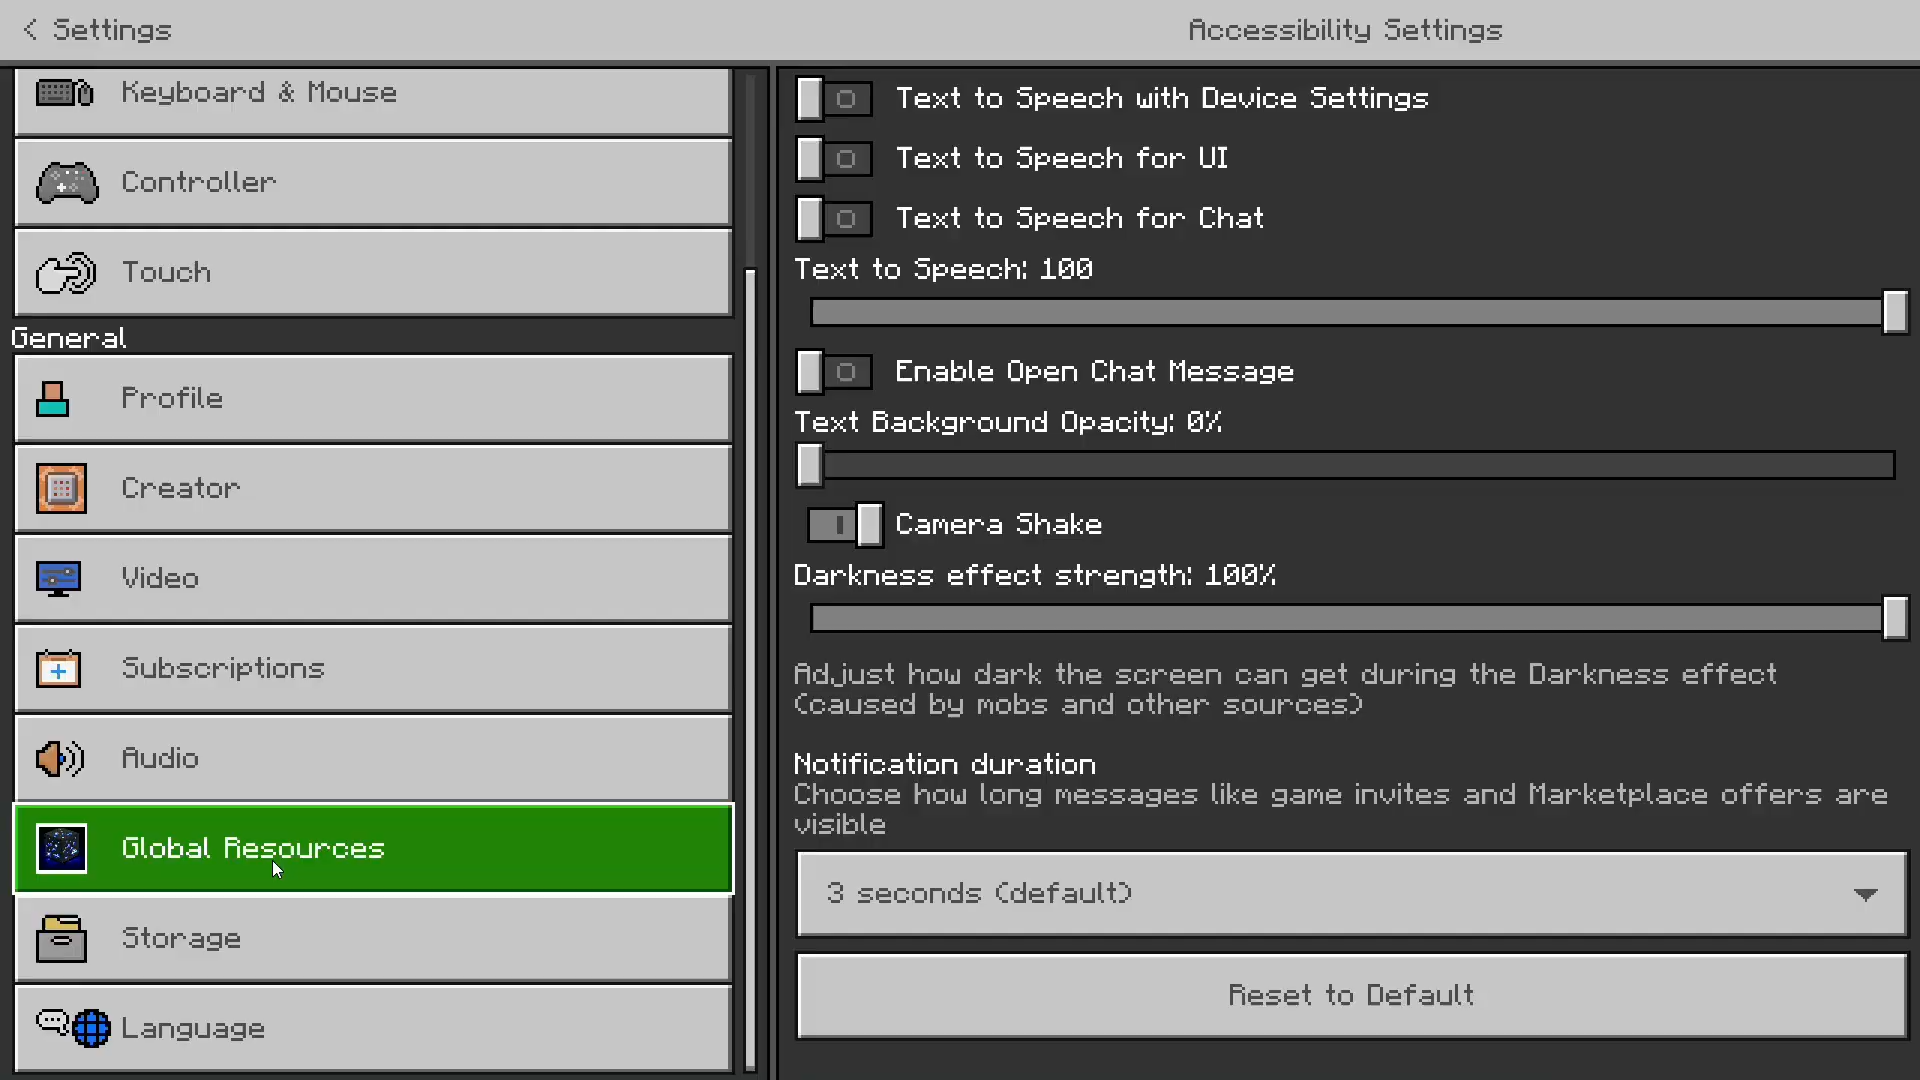 Settings
Accessibility Settings
Keyboard & Mouse
Controller
Touch
General
Profile
Creator
Video
Subscriptions
Audio
Global Resources
Storage
Language
Text to Speech with Device Settings
Text to Speech for UI
Text to Speech for Chat
Text to Speech: 100
Enable Open Chat Message
Text Background Opacity: 0%
Camera Shake
Darkness effect strength: 100%
Adjust how dark the screen can get during the Darkness effect
(caused by mobs and other sources)
Notification duration
Choose how long messages like game invites and Marketplace offers are
visible
3 seconds (default)
Reset to Default